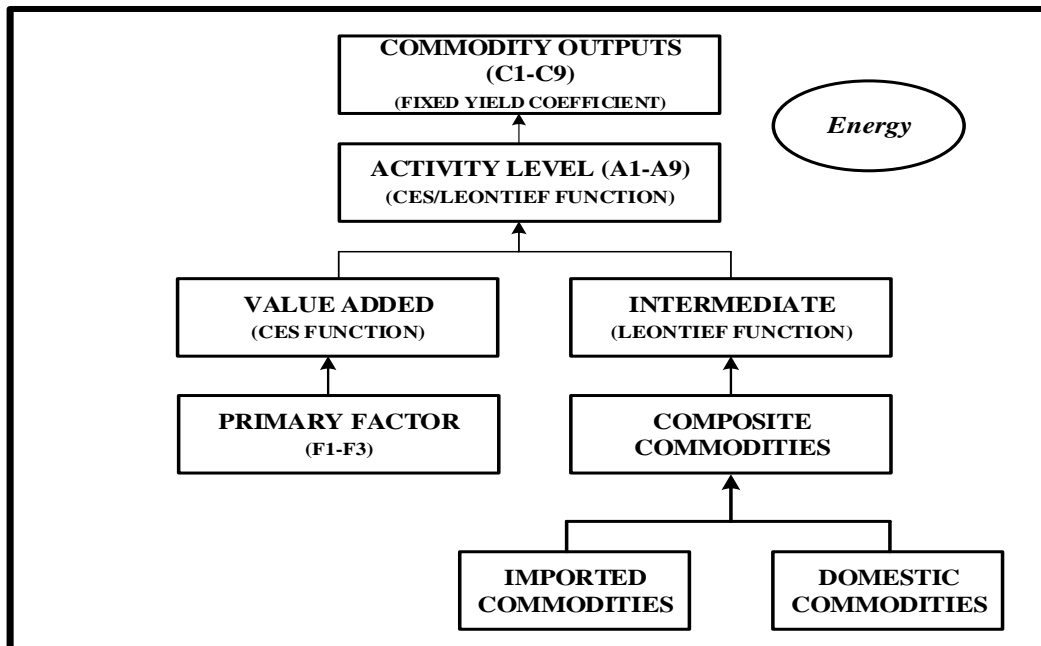 COMMODITY OUTPUTS
(C1-C9)
(FIXED YIELD COEFFICIENT)
Energy
ACTIVITY LEVEL (A1-A9)
(CES/LEONTIEF FUNCTION)
VALUE ADDED
(CES FUNCTION)
INTERMEDIATE
(LEONTIEF FUNCTION)
PRIMARY FACTOR
(F1-F3)
COMPOSITE
COMMODITIES
IMPORTED
COMMODITIES
DOMESTIC
COMMODITIES